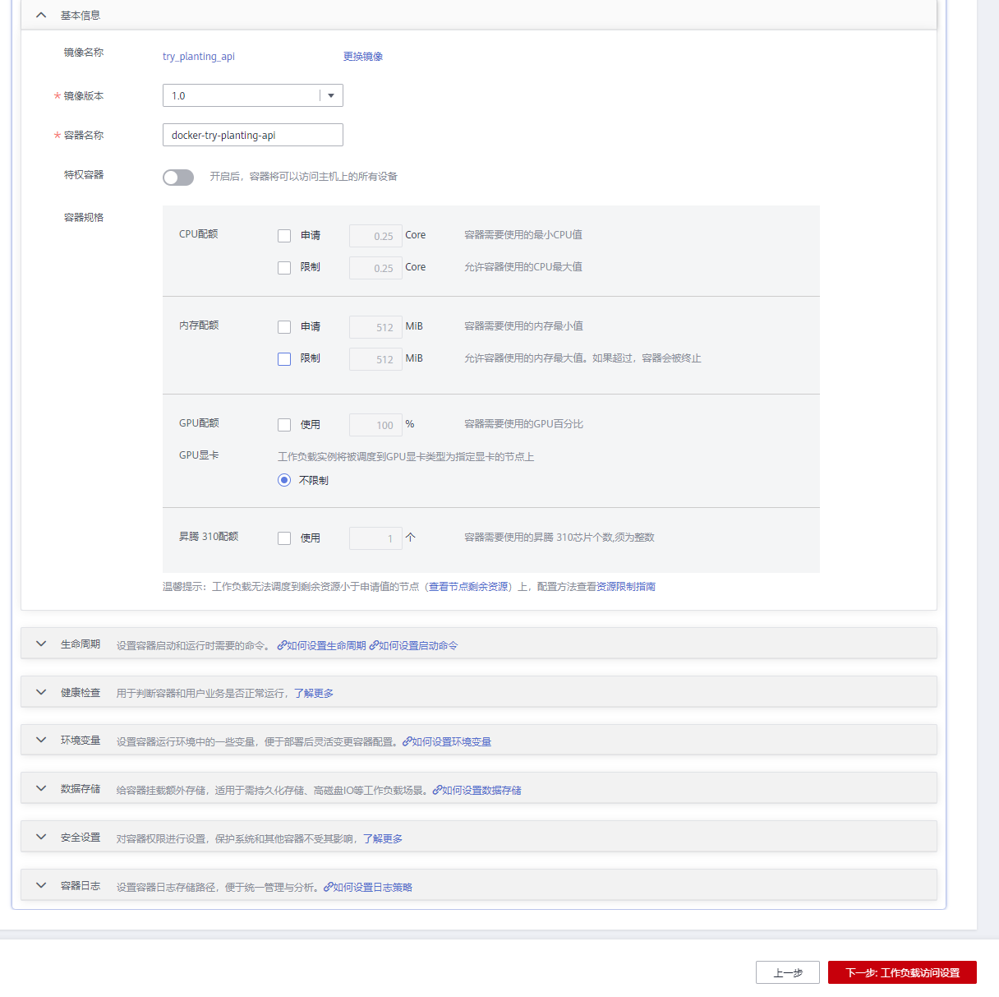 基本信息
镜像名称 try_planting_api 更换镜像
* 镜像版本 1.0
* 容器名称 docker-try-planting-api
特权容器 开启后，容器将可以访问主机上的所有设备
容器规格
CPU配额 申请 0.25 Core 容器需要使用的最小CPU值
限制 0.25 Core 允许容器使用的CPU最大值
内存配额 申请 512 MiB 容器需要使用的内存最小值
限制 512 MiB 允许容器使用的内存最大值。如果超过，容器会被终止
GPU配额 使用 100 % 容器需要使用的GPU百分比
GPU显卡 工作负载实例将被调度到GPU显卡类型为指定显卡的节点上
不限制
昇腾 310配额 使用 1 个 容器需要使用的昇腾 310芯片个数,须为整数
温馨提示：工作负载无法调度到剩余资源小于申请值的节点（查看节点剩余资源）上，配置方法查看资源限制指南
生命周期 设置容器启动和运行时需要的命令。 如何设置生命周期 如何设置启动命令
健康检查 用于判断容器和用户业务是否正常运行，了解更多
环境变量 设置容器运行环境中的一些变量，便于部署后灵活变更容器配置。如何设置环境变量
数据存储 给容器挂载额外存储，适用于需持久化存储、高磁盘IO等工作负载场景。如何设置数据存储
安全设置 对容器权限进行设置，保护系统和其他容器不受其影响，了解更多
容器日志 设置容器日志存储路径，便于统一管理与分析。如何设置日志策略
上一步 下一步: 工作负载访问设置